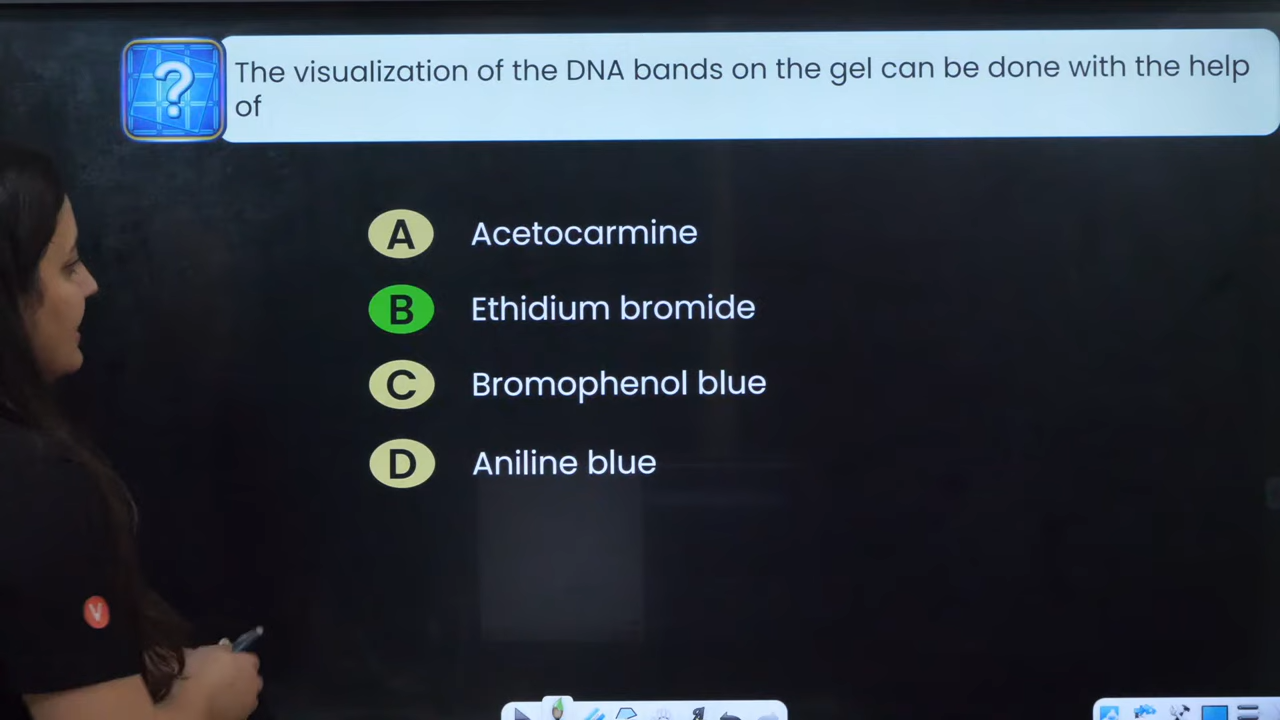 ?
The visualization of the DNA bands on the gel can be done with the help
of
A Acetocarmine
B Ethidium bromide
C Bromophenol blue
D Aniline blue
V